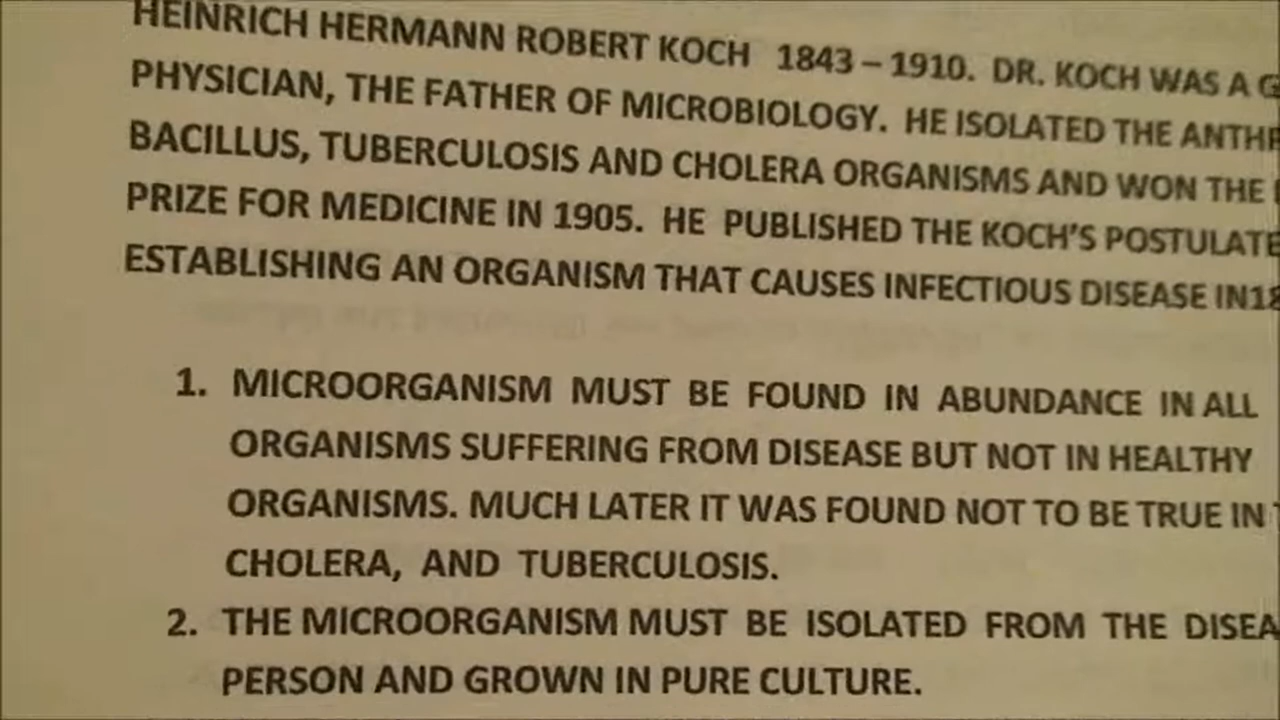 HEINRICH HERMANN ROBERT KOCH 1843 – 1910. DR. KOCH WAS A
PHYSICIAN, THE FATHER OF MICROBIOLOGY. HE ISOLATED THE
BACILLUS, TUBERCULOSIS AND CHOLERA ORGANISMS AND WON THE
PRIZE FOR MEDICINE IN 1905. HE PUBLISHED THE KOCH'S
ESTABLISHING AN ORGANISM THAT CAUSES INFECTIOUS DISEASE
1. MICROORGANISM MUST BE FOUND IN ABUNDANCE IN ALL
ORGANISMS SUFFERING FROM DISEASE BUT NOT IN HEALTHY
ORGANISMS. MUCH LATER IT WAS FOUND NOT TO BE TRUE IN
CHOLERA, AND TUBERCULOSIS.
2. THE MICROORGANISM MUST BE ISOLATED FROM THE
PERSON AND GROWN IN PURE CULTURE.